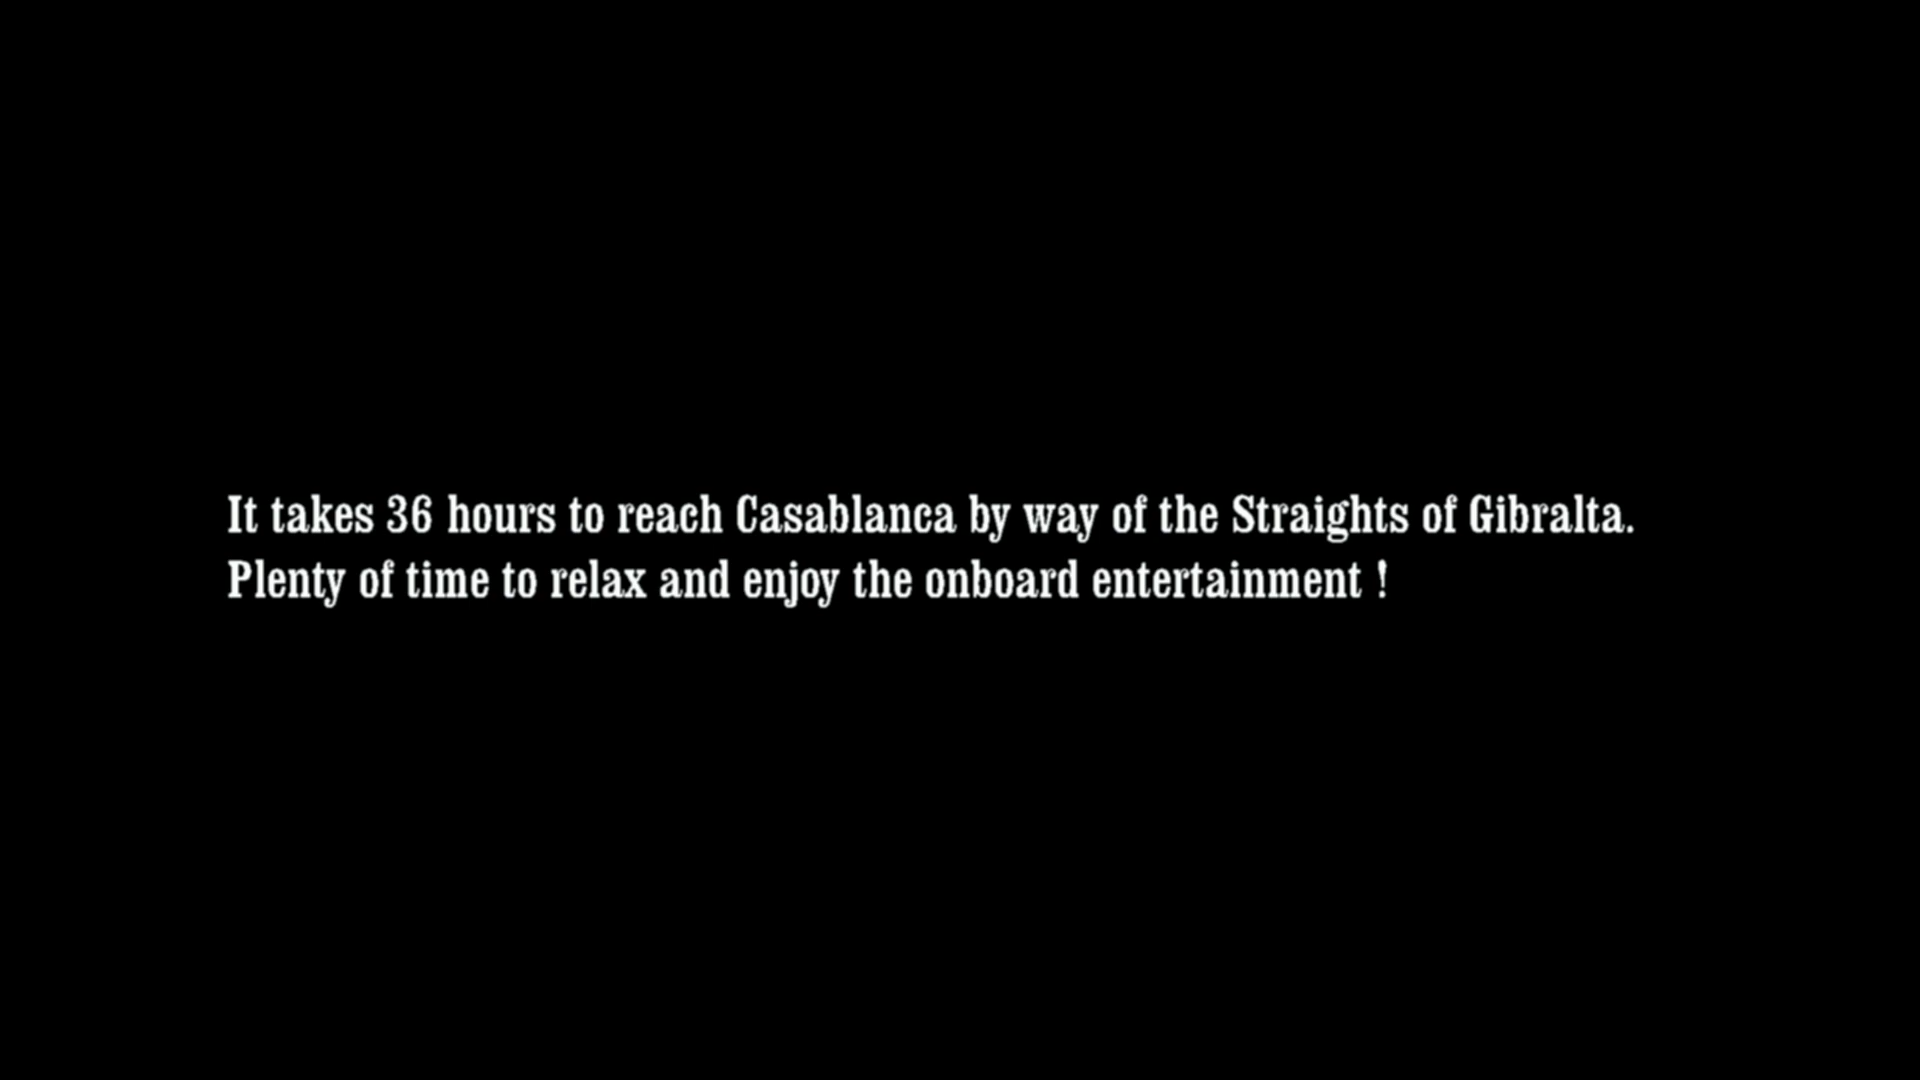 It takes 36 hours to reach Casablanca by way of the Straights of Gibralta.
Plenty of time to relax and enjoy the onboard entertainment !